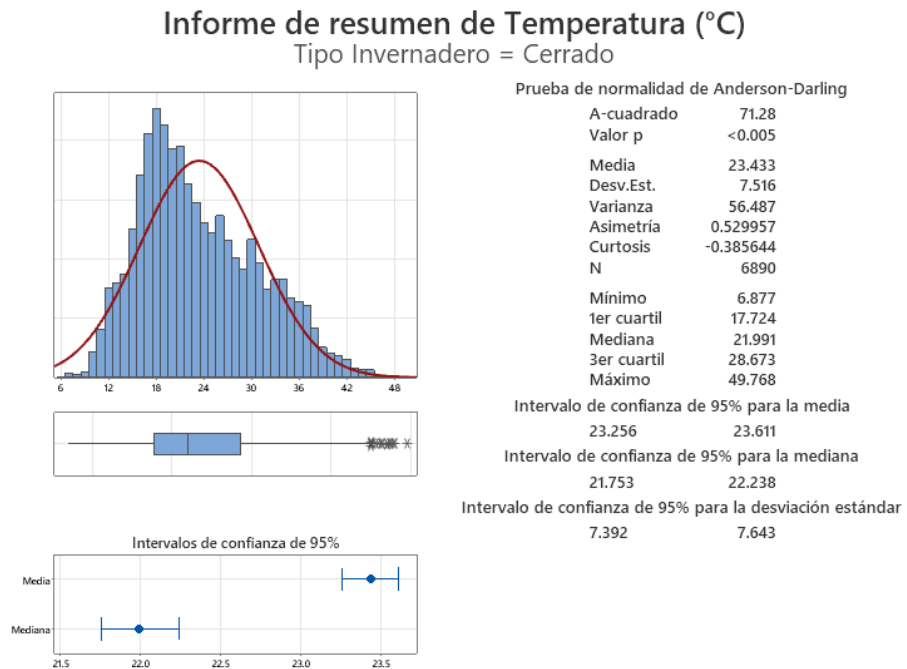 Informe de resumen de Temperatura (°C)
Tipo Invernadero = Cerrado
6 12 18 24 30 36 42 48
Intervalos de confianza de 95%
Media
Mediana
21.5 22.0 22.5 23.0 23.5
Prueba de normalidad de Anderson-Darling
A-cuadrado 71.28
Valor p <0.005
Media 23.433
Desv.Est. 7.516
Varianza 56.487
Asimetría 0.529957
Curtosis -0.385644
N 6890
Mínimo 6.877
1er cuartil 17.724
Mediana 21.991
3er cuartil 28.673
Máximo 49.768
Intervalo de confianza de 95% para la media
23.256 23.611
Intervalo de confianza de 95% para la mediana
21.753 22.238
Intervalo de confianza de 95% para la desviación estándar
7.392 7.643